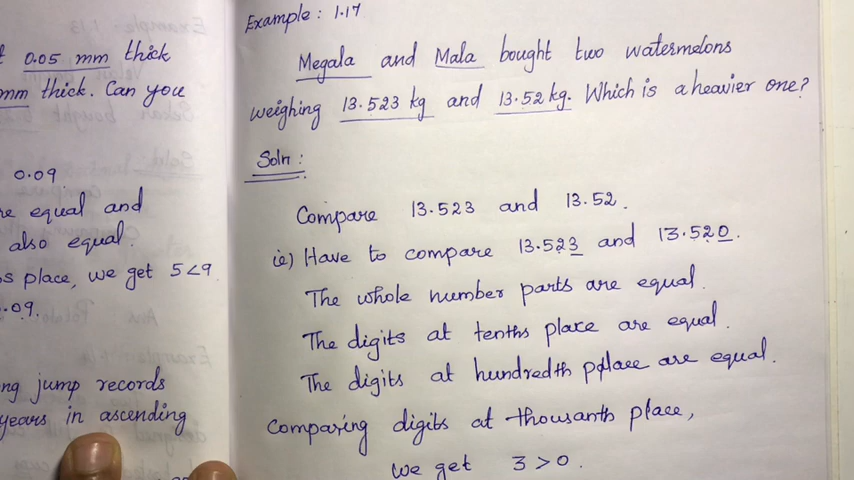 0.05 mm thick
mm thick. Can you
0.09
equal and
also equal.
place, we get 5<9
.09.
jump records
years in ascending
Example : 1.17
Megala and Mala bought two watermelons
weighing 13.523 kg and 13.52 kg. Which is a heavier one?
Soln :
Compare 13.523 and 13.52.
ie) Have to compare 13.523 and 13.520.
The whole number parts are equal.
The digits at tenths place are equal.
The digits at hundredth place are equal.
Comparing digits at thousanth place,
we get 3 > 0.